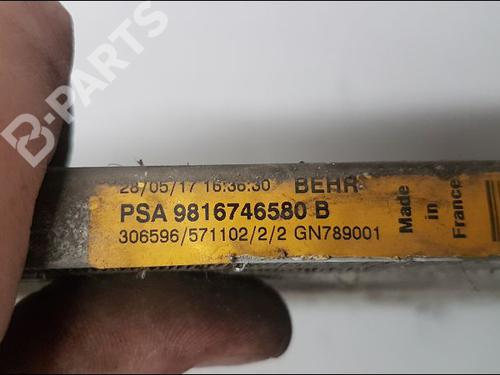 B-PARTS
28/05/17 16:36:30 BEHR
PSA 9816746580 B
306596/571102/2/2 GN789001
Made
in
France